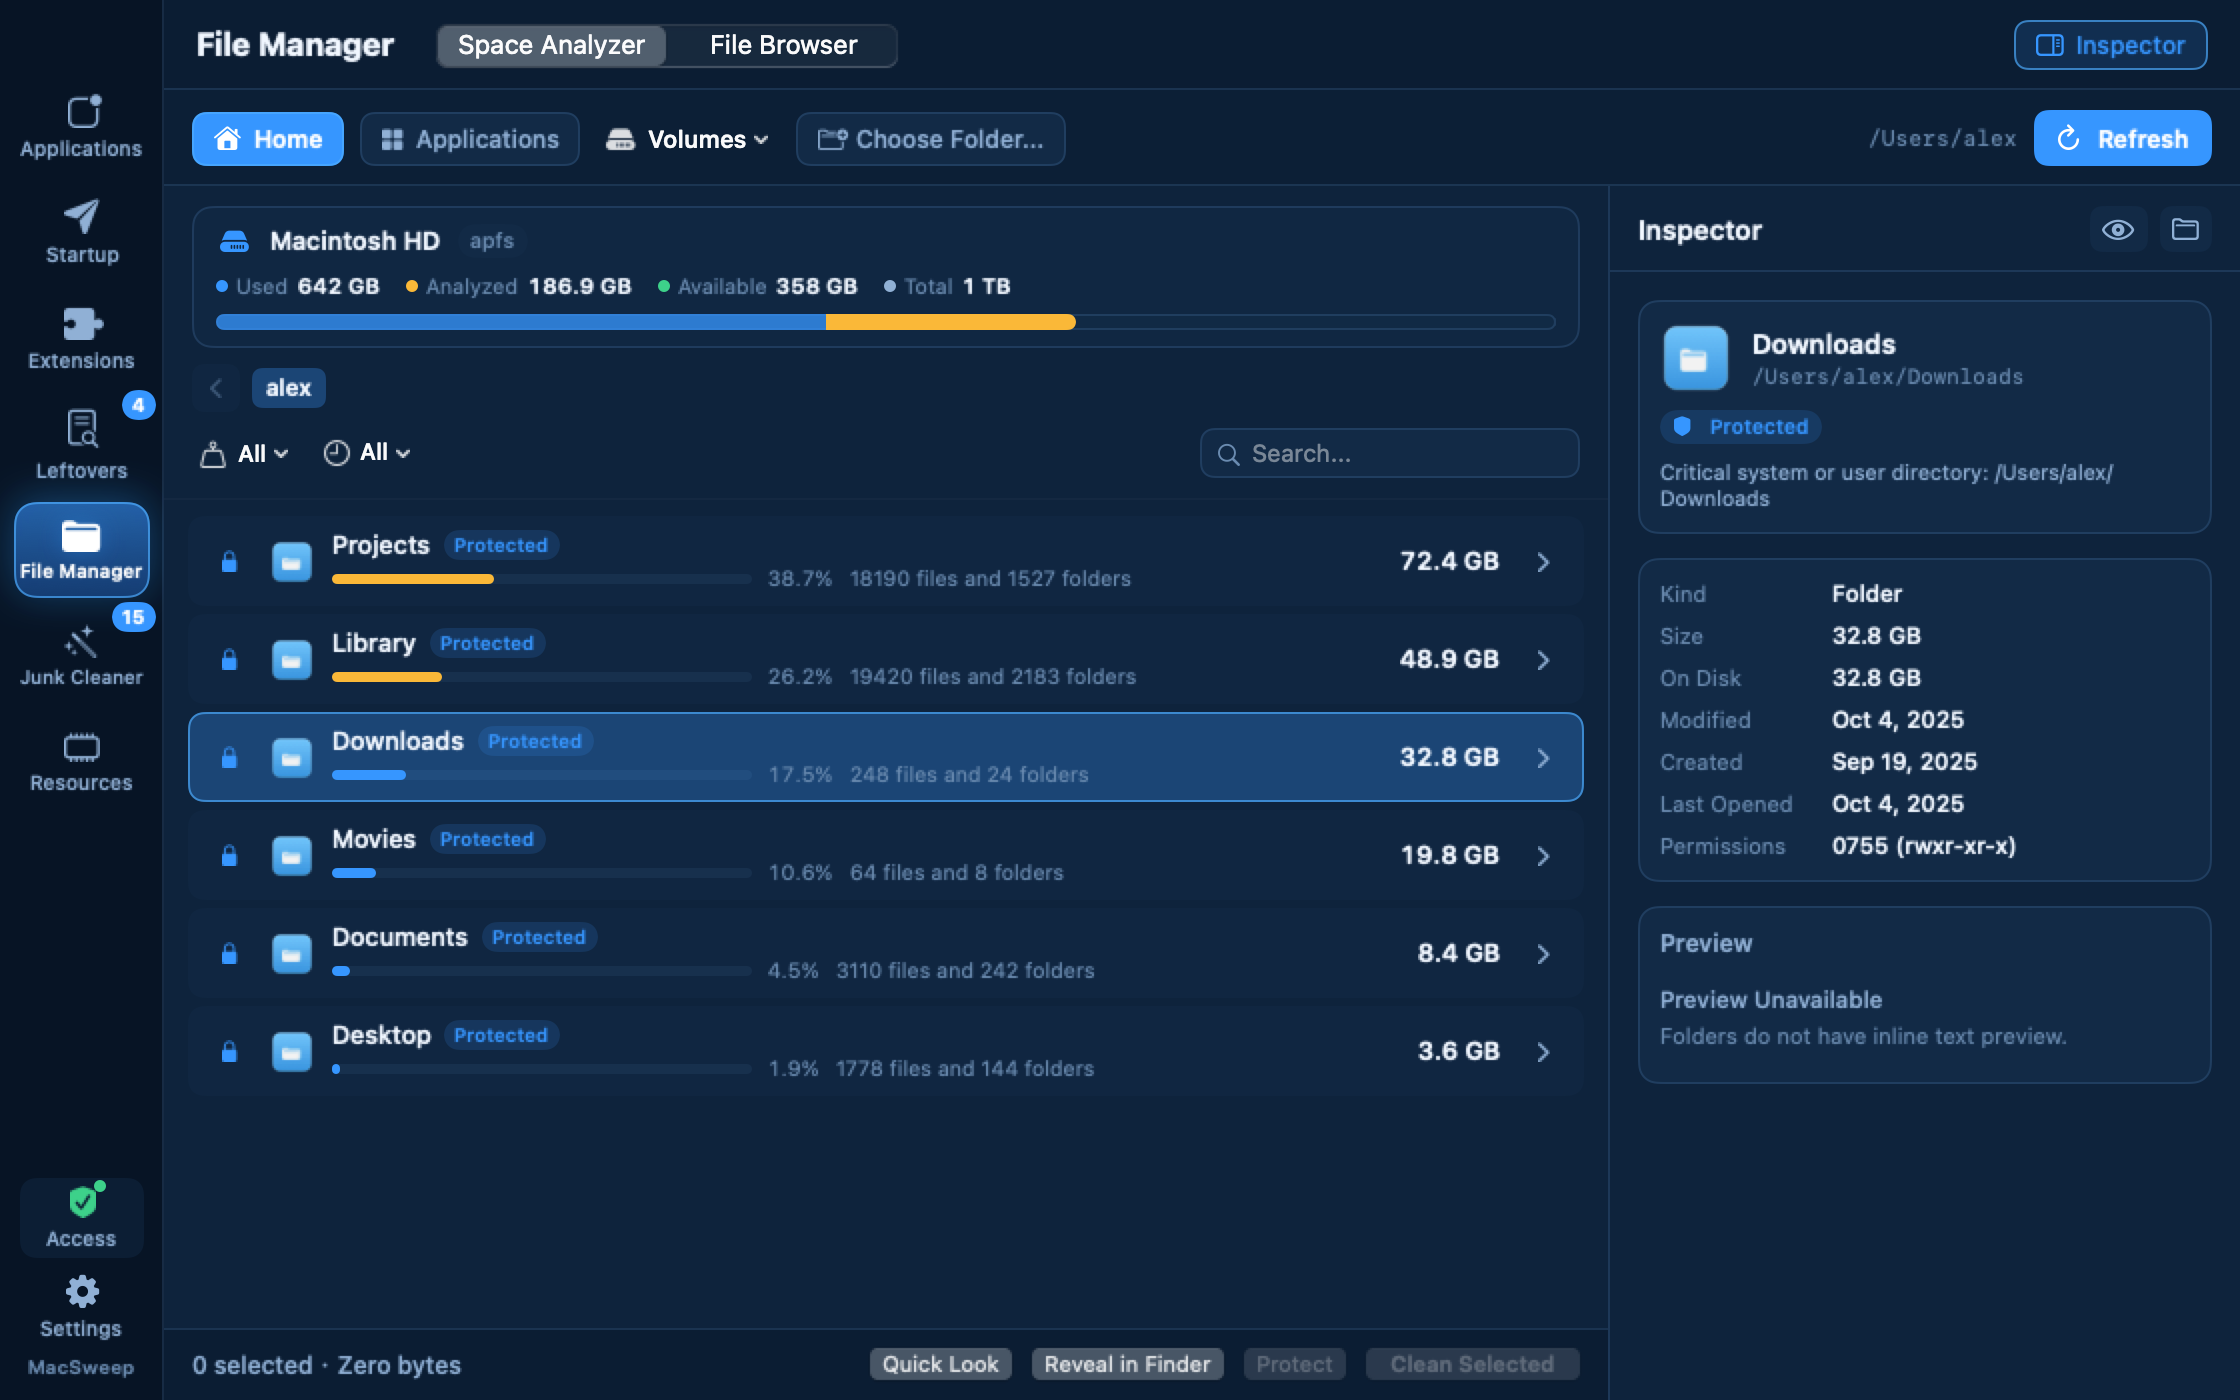 File Manager
Space Analyzer
File Browser
Inspector
Home
Applications
Volumes
Choose Folder...
/Users/alex
Refresh
Applications
Startup
Extensions
4
Leftovers
File Manager
15
Junk Cleaner
Resources
Access
Settings
MacSweep
Macintosh HD apfs
Used 642 GB Analyzed 186.9 GB Available 358 GB Total 1 TB
alex
All
All
Search...
Projects Protected
38.7% 18190 files and 1527 folders
72.4 GB
Library Protected
26.2% 19420 files and 2183 folders
48.9 GB
Downloads Protected
17.5% 248 files and 24 folders
32.8 GB
Movies Protected
10.6% 64 files and 8 folders
19.8 GB
Documents Protected
4.5% 3110 files and 242 folders
8.4 GB
Desktop Protected
1.9% 1778 files and 144 folders
3.6 GB
0 selected · Zero bytes
Quick Look
Reveal in Finder
Protect
Clean Selected
Inspector
Downloads
/Users/alex/Downloads
Protected
Critical system or user directory: /Users/alex/
Downloads
Kind Folder
Size 32.8 GB
On Disk 32.8 GB
Modified Oct 4, 2025
Created Sep 19, 2025
Last Opened Oct 4, 2025
Permissions 0755 (rwxr-xr-x)
Preview
Preview Unavailable
Folders do not have inline text preview.